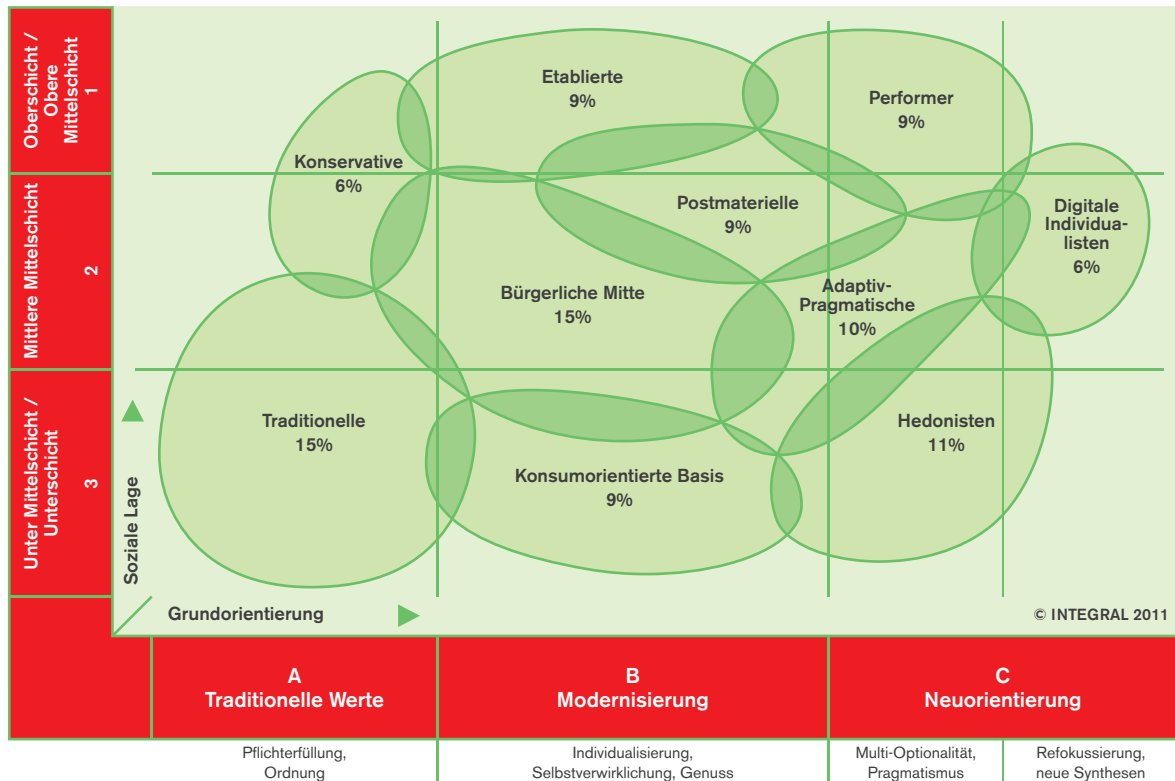 Oberschicht /
Obere
Mittelschicht
1
Mittlere Mittelschicht
2
Unter Mittelschicht /
Unterschicht
3
Soziale Lage
Etablierte
9%
Performer
9%
Konservative
6%
Postmaterielle
9%
Digitale
Individua-
listen
6%
Bürgerliche Mitte
15%
Adaptiv-
Pragmatische
10%
Traditionelle
15%
Hedonisten
11%
Konsumorientierte Basis
9%
Grundorientierung
© INTEGRAL 2011
A
Traditionelle Werte
B
Modernisierung
C
Neuorientierung
Pflichterfüllung,
Ordnung
Individualisierung,
Selbstverwirklichung, Genuss
Multi-Optionalität,
Pragmatismus
Refokussierung,
neue Synthesen